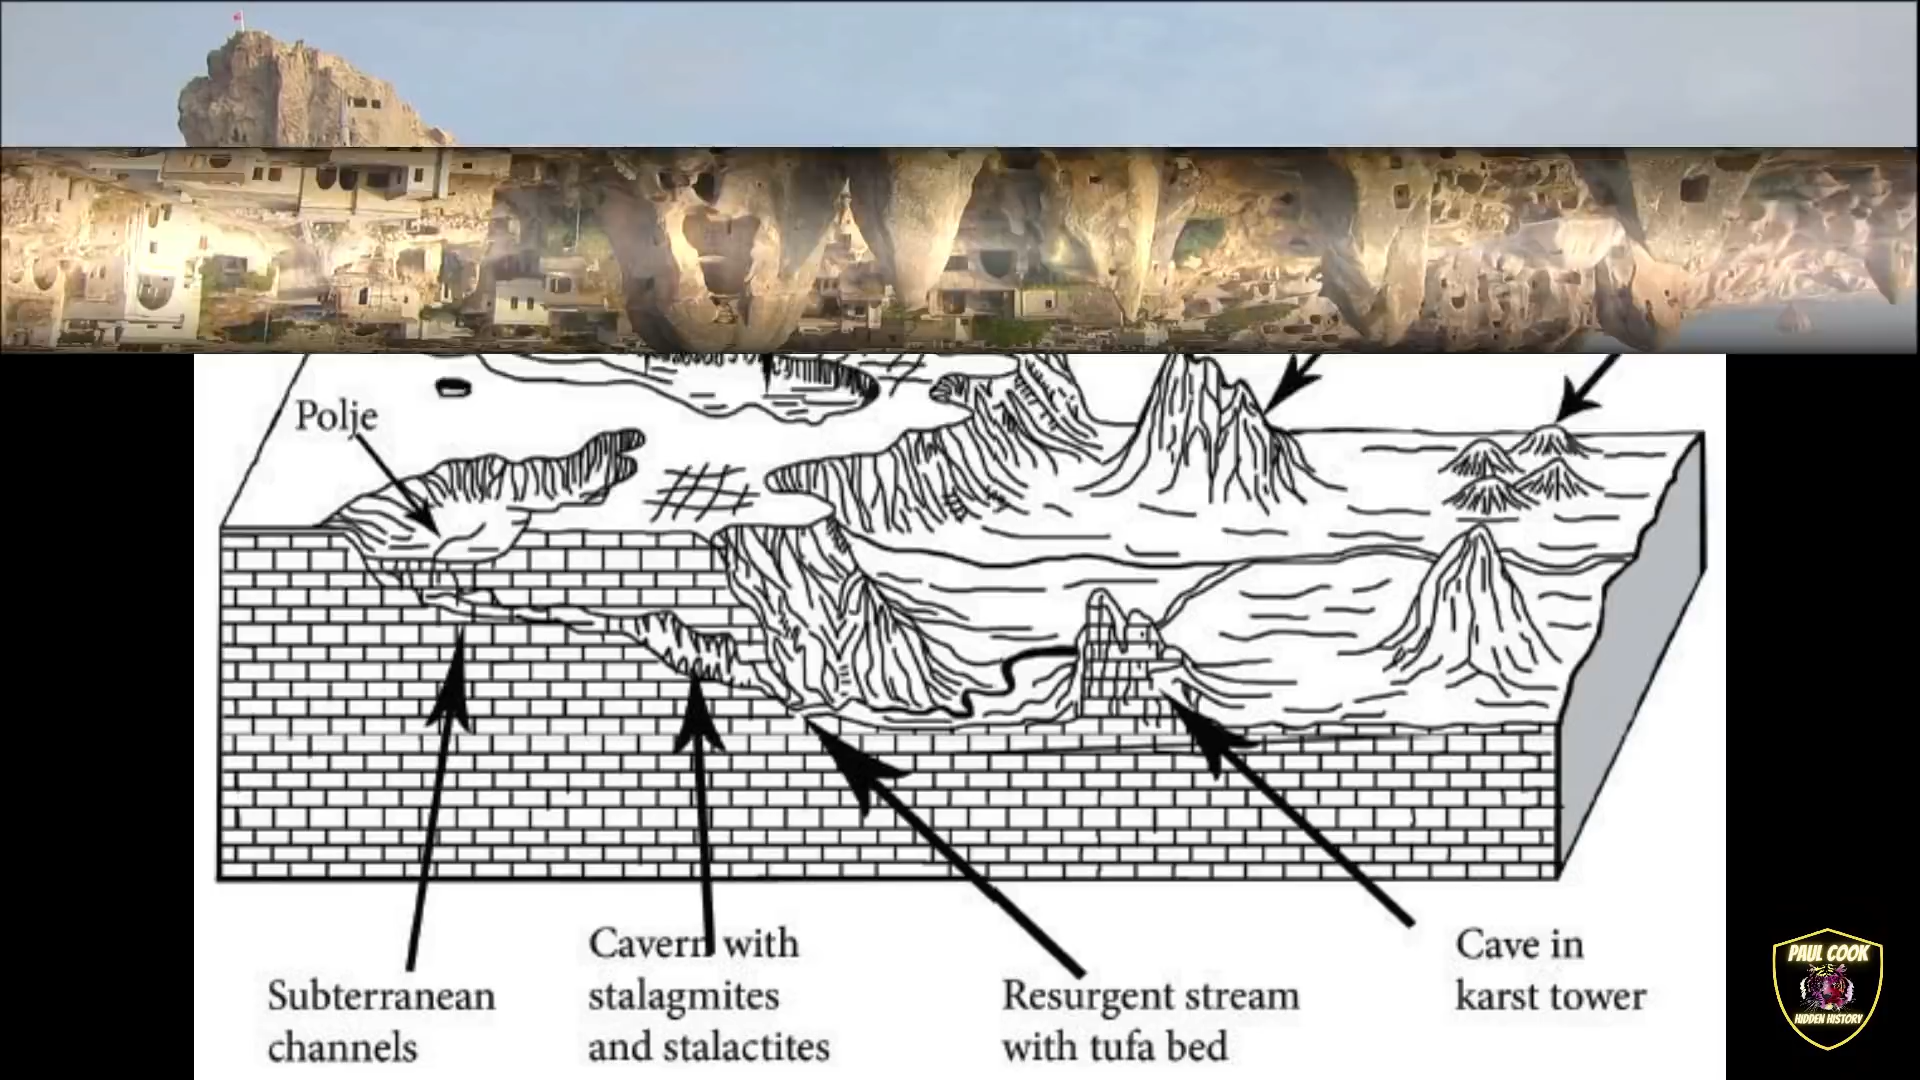 Polje
Subterranean
channels
Cavern with
stalagmites
and stalactites
Resurgent stream
with tufa bed
Cave in
karst tower
PAUL COOK
HIDDEN HISTORY